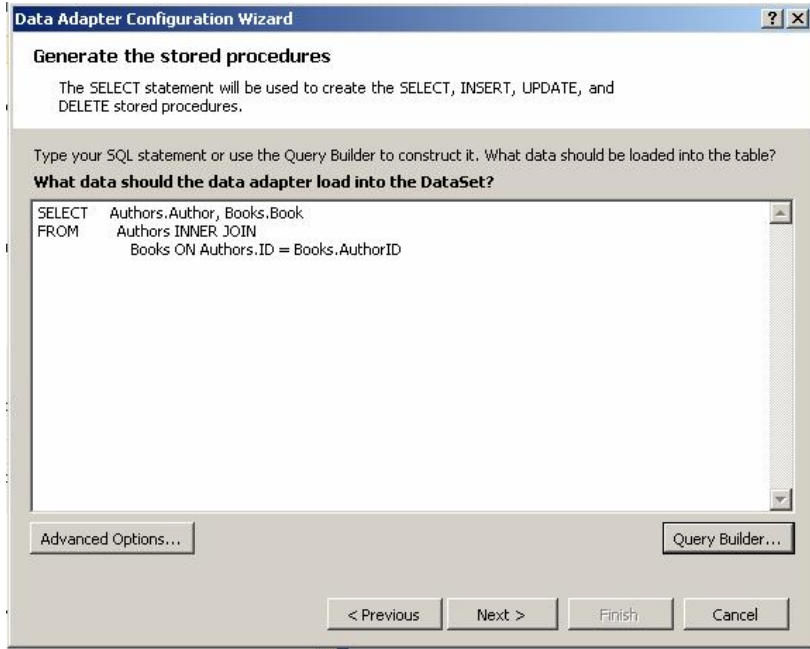 Data Adapter Configuration Wizard
Generate the stored procedures
The SELECT statement will be used to create the SELECT, INSERT, UPDATE, and
DELETE stored procedures.
Type your SQL statement or use the Query Builder to construct it. What data should be loaded into the table?
What data should the data adapter load into the DataSet?
SELECT Authors.Author, Books.Book
FROM Authors INNER JOIN
Books ON Authors.ID = Books.AuthorID
Advanced Options... Query Builder...
< Previous Next > Finish Cancel